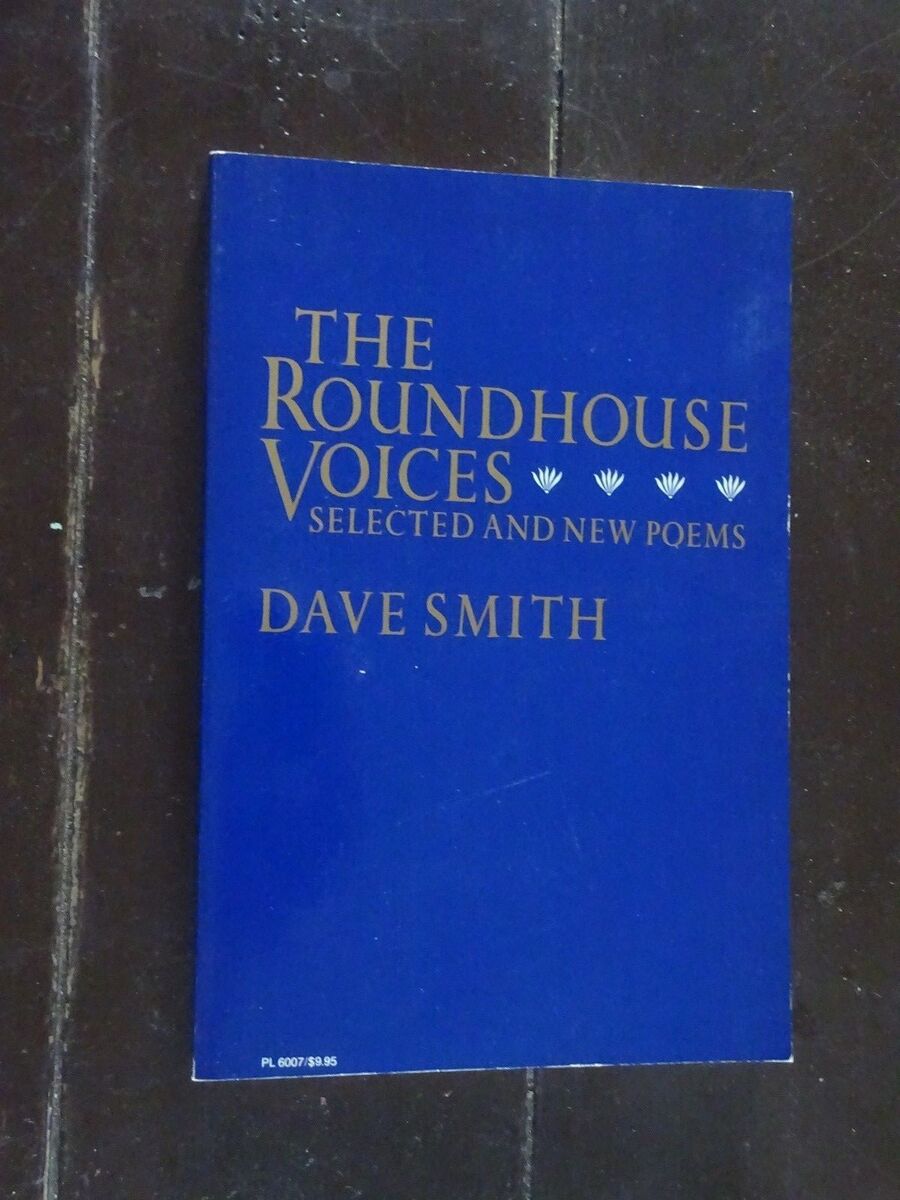 THE
ROUNDHOUSE
VOICES
SELECTED AND NEW POEMS
DAVE SMITH
PL 6007/$9.95